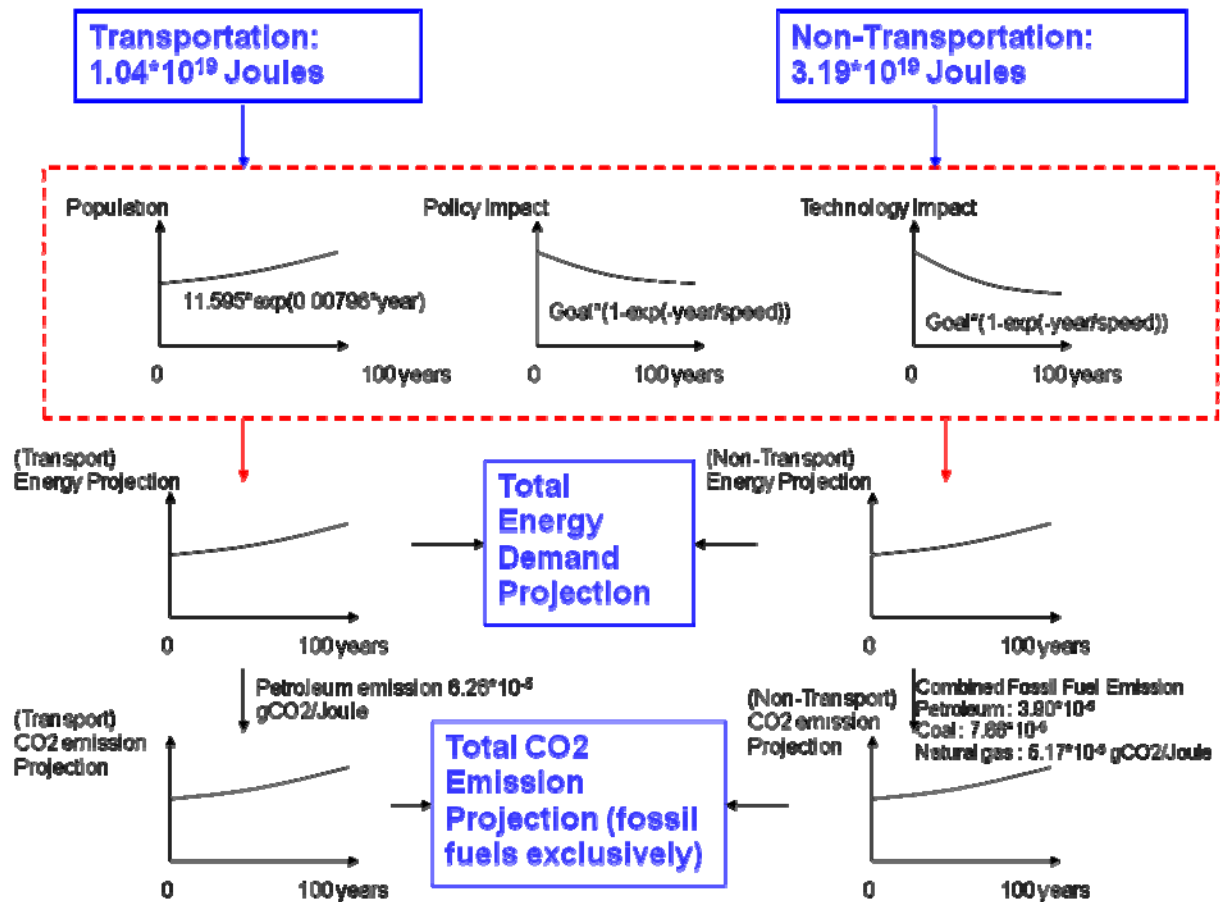 Transportation:
1.04*10¹⁹ Joules
Non-Transportation:
3.19*10¹⁹ Joules
Population
Policy Impact
Technology Impact
11.595*exp(0.00796*year)
Goal*(1-exp(-year/speed))
Goal*(1-exp(-year/speed))
0
100 years
0
100 years
0
100 years
(Transport)
Energy Projection
Total
Energy
Demand
Projection
(Non-Transport)
Energy Projection
0
100 years
0
100 years
Petroleum emission 6.26*10⁻⁵
gCO2/Joule
(Transport)
CO2 emission
Projection
Total CO2
Emission
Projection (fossil
fuels exclusively)
(Non-Transport)
CO2 emission
Projection
Combined Fossil Fuel Emission
Petroleum : 3.90*10⁻⁵
Coal : 7.66*10⁻⁵
Natural gas : 5.17*10⁻⁵ gCO2/Joule
0
100 years
0
100 years